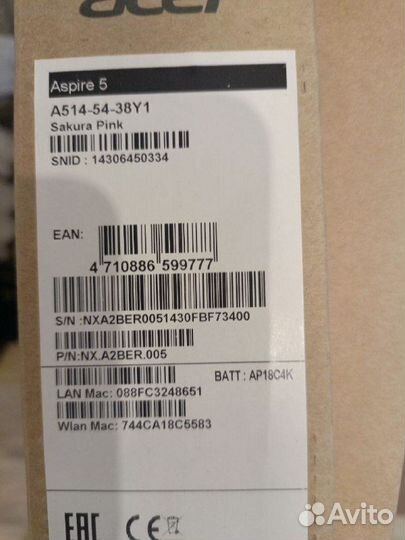 acer
Aspire 5
A514-54-38Y1
Sakura Pink
SNID : 14306450334
EAN:
4 710886 599777
S/N :NXA2BER0051430FBF73400
P/N:NX.A2BER.005
BATT : AP18C4K
LAN Mac: 088FC3248651
Wlan Mac: 744CA18C5583
EAC CE
Avito